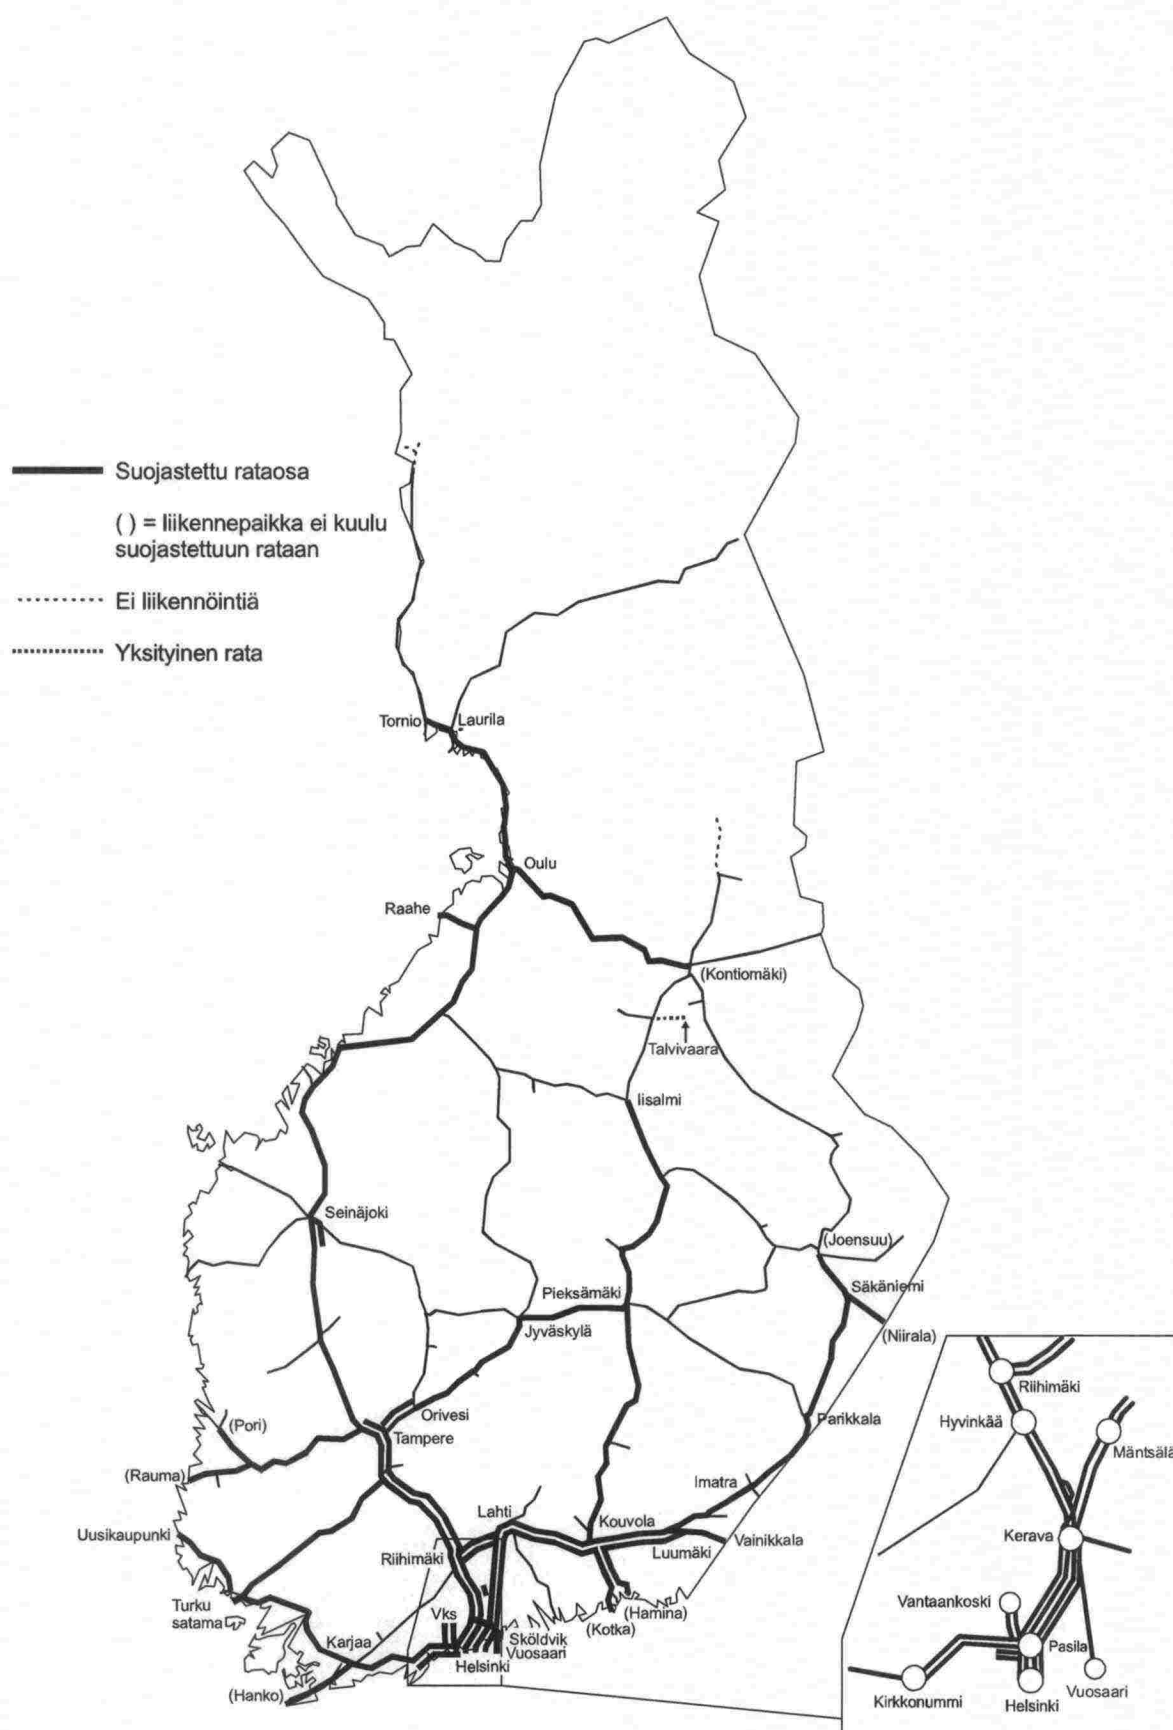 Suojastettu rataosa
( ) = liikennepaikka ei kuulu
suojastettuun rataan
Ei liikennöintiä
Yksityinen rata
Tornio
Laurila
Oulu
Raahe
(Kontiomäki)
Talvivaara
Iisalmi
Seinäjoki
(Joensuu)
Säkäniemi
Pieksämäki
Jyväskylä
(Niirala)
Orivesi
(Pori)
Tampere
Parikkala
(Rauma)
Imatra
Lahti
Kouvola
Uusikaupunki
Vainikkala
Luumäki
Riihimäki
Turku
satama
Vks
(Hamina)
(Kotka)
Karjaa
Sköldvik
Vuosaari
Helsinki
(Hanko)
Riihimäki
Hyvinkää
Mäntsälä
Kerava
Vantaankoski
Pasila
Vuosaari
Kirkkonummi
Helsinki